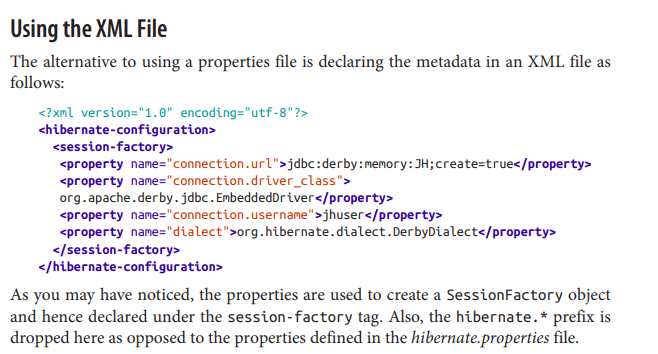 Using the XML File
The alternative to using a properties file is declaring the metadata in an XML file as
follows:
<?xml version="1.0" encoding="utf-8"?>
<hibernate-configuration>
<session-factory>
<property name="connection.url">jdbc:derby:memory:JH;create=true</property>
<property name="connection.driver_class">
org.apache.derby.jdbc.EmbeddedDriver</property>
<property name="connection.username">jhuser</property>
<property name="dialect">org.hibernate.dialect.DerbyDialect</property>
</session-factory>
</hibernate-configuration>
As you may have noticed, the properties are used to create a SessionFactory object
and hence declared under the session-factory tag. Also, the hibernate.* prefix is
dropped here as opposed to the properties defined in the hibernate.properties file.